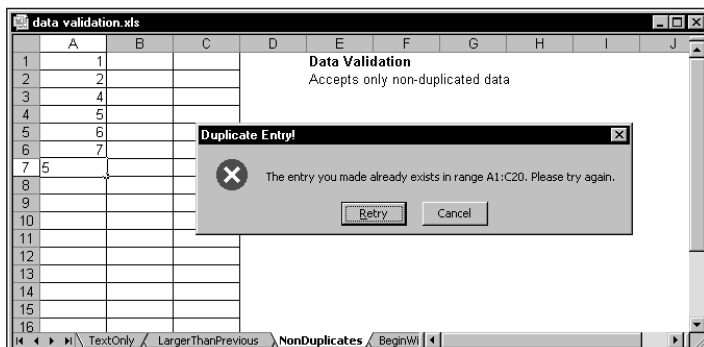 data validation.xls
A B C D E F G H I J
1 1 Data Validation
2 2 Accepts only non-duplicated data
3 4
4 5
5 6
6 7
7 5
8
9
10
11
12
13
14
15
16
Duplicate Entry!
The entry you made already exists in range A1:C20. Please try again.
Retry Cancel
TextOnly LargerThanPrevious NonDuplicates BeginWi